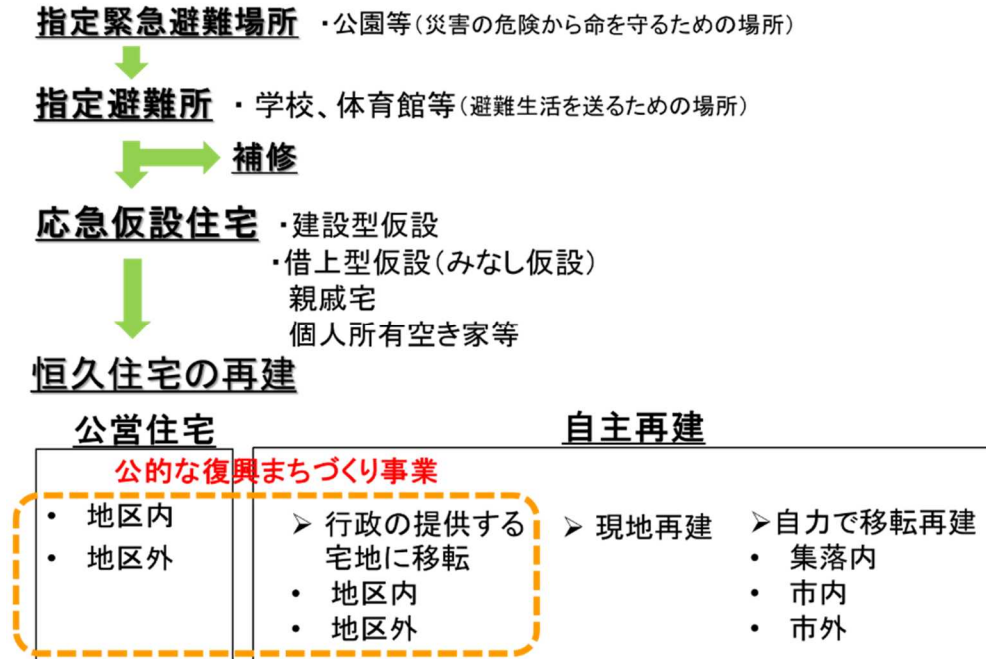 指定緊急避難場所 ・公園等(災害の危険から命を守るための場所)
指定避難所 ・学校、体育館等(避難生活を送るための場所)
補修
応急仮設住宅 ・建設型仮設
・借上型仮設(みなし仮設)
親戚宅
個人所有空き家等
恒久住宅の再建
公営住宅
自主再建
公的な復興まちづくり事業
• 地区内
• 地区外
➢ 行政の提供する
宅地に移転
• 地区内
• 地区外
➢ 現地再建
➢自力で移転再建
• 集落内
• 市内
• 市外